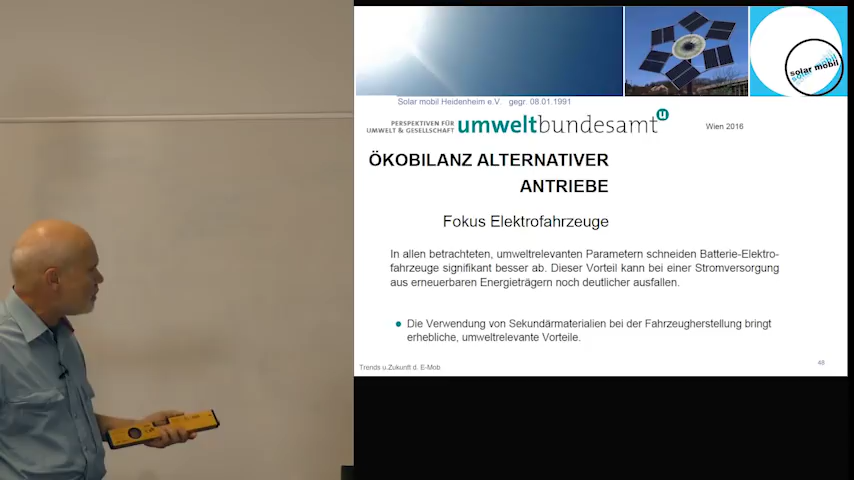 solar mobil
solar mobil
Solar mobil Heidenheim e.V. gegr. 08.01.1991
PERSPEKTIVEN FÜR
UMWELT & GESELLSCHAFT umweltbundesamt u
Wien 2016
ÖKOBILANZ ALTERNATIVER
ANTRIEBE
Fokus Elektrofahrzeuge
In allen betrachteten, umweltrelevanten Parametern schneiden Batterie-Elektro-
fahrzeuge signifikant besser ab. Dieser Vorteil kann bei einer Stromversorgung
aus erneuerbaren Energieträgern noch deutlicher ausfallen.
● Die Verwendung von Sekundärmaterialien bei der Fahrzeugherstellung bringt
erhebliche, umweltrelevante Vorteile.
Trends u.Zukunft d. E-Mob
48